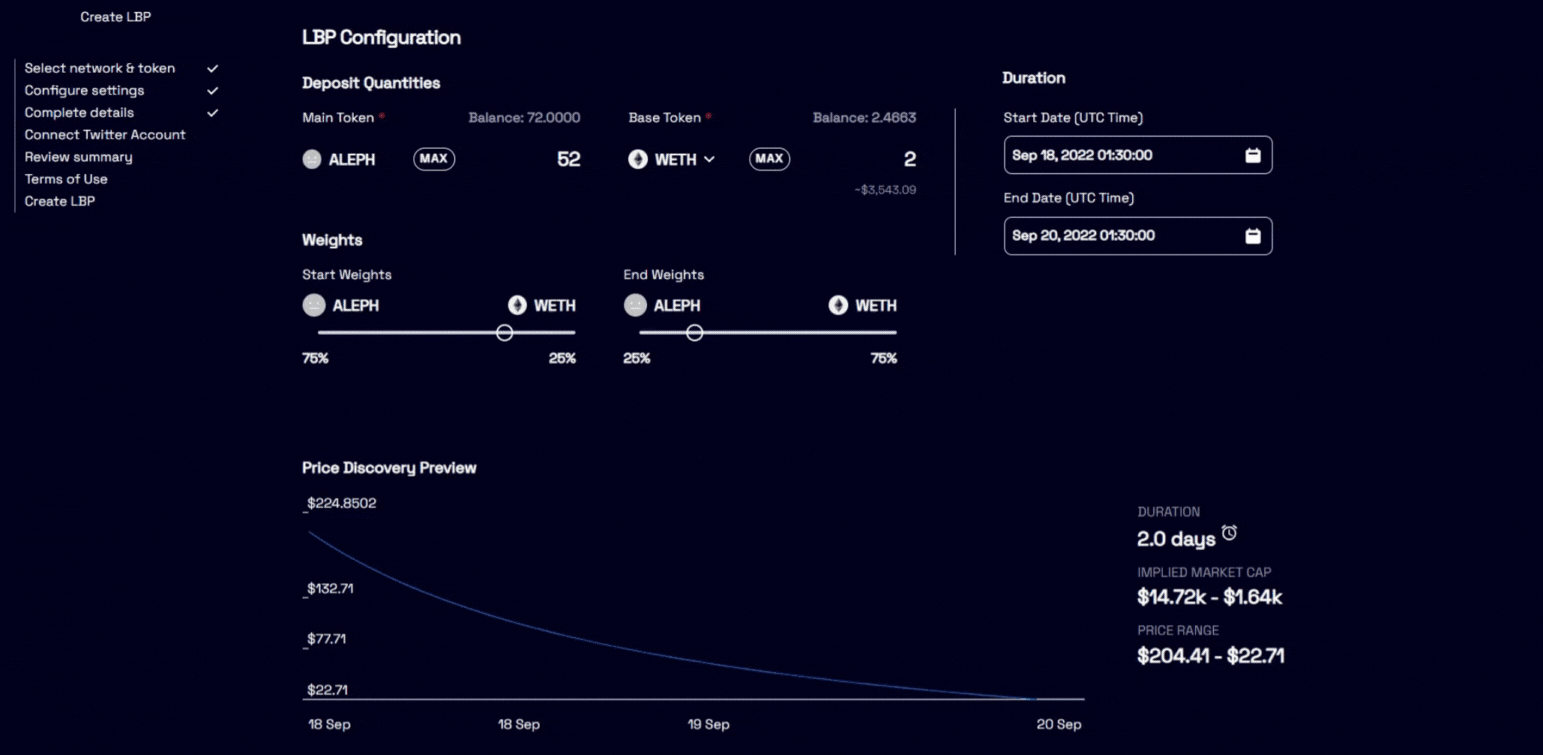 Create LBP
Select network & token
Configure settings
Complete details
Connect Twitter Account
Review summary
Terms of Use
Create LBP
LBP Configuration
Deposit Quantities
Main Token * Balance: 72.0000
ALEPH MAX 52
Base Token * Balance: 2.4663
WETH MAX 2
~$3,543.09
Duration
Start Date (UTC Time)
Sep 18, 2022 01:30:00
End Date (UTC Time)
Sep 20, 2022 01:30:00
Weights
Start Weights
ALEPH WETH
75% 25%
End Weights
ALEPH WETH
25% 75%
Price Discovery Preview
$224.8502
$132.71
$77.71
$22.71
18 Sep 18 Sep 19 Sep 20 Sep
DURATION
2.0 days
IMPLIED MARKET CAP
$14.72k - $1.64k
PRICE RANGE
$204.41 - $22.71